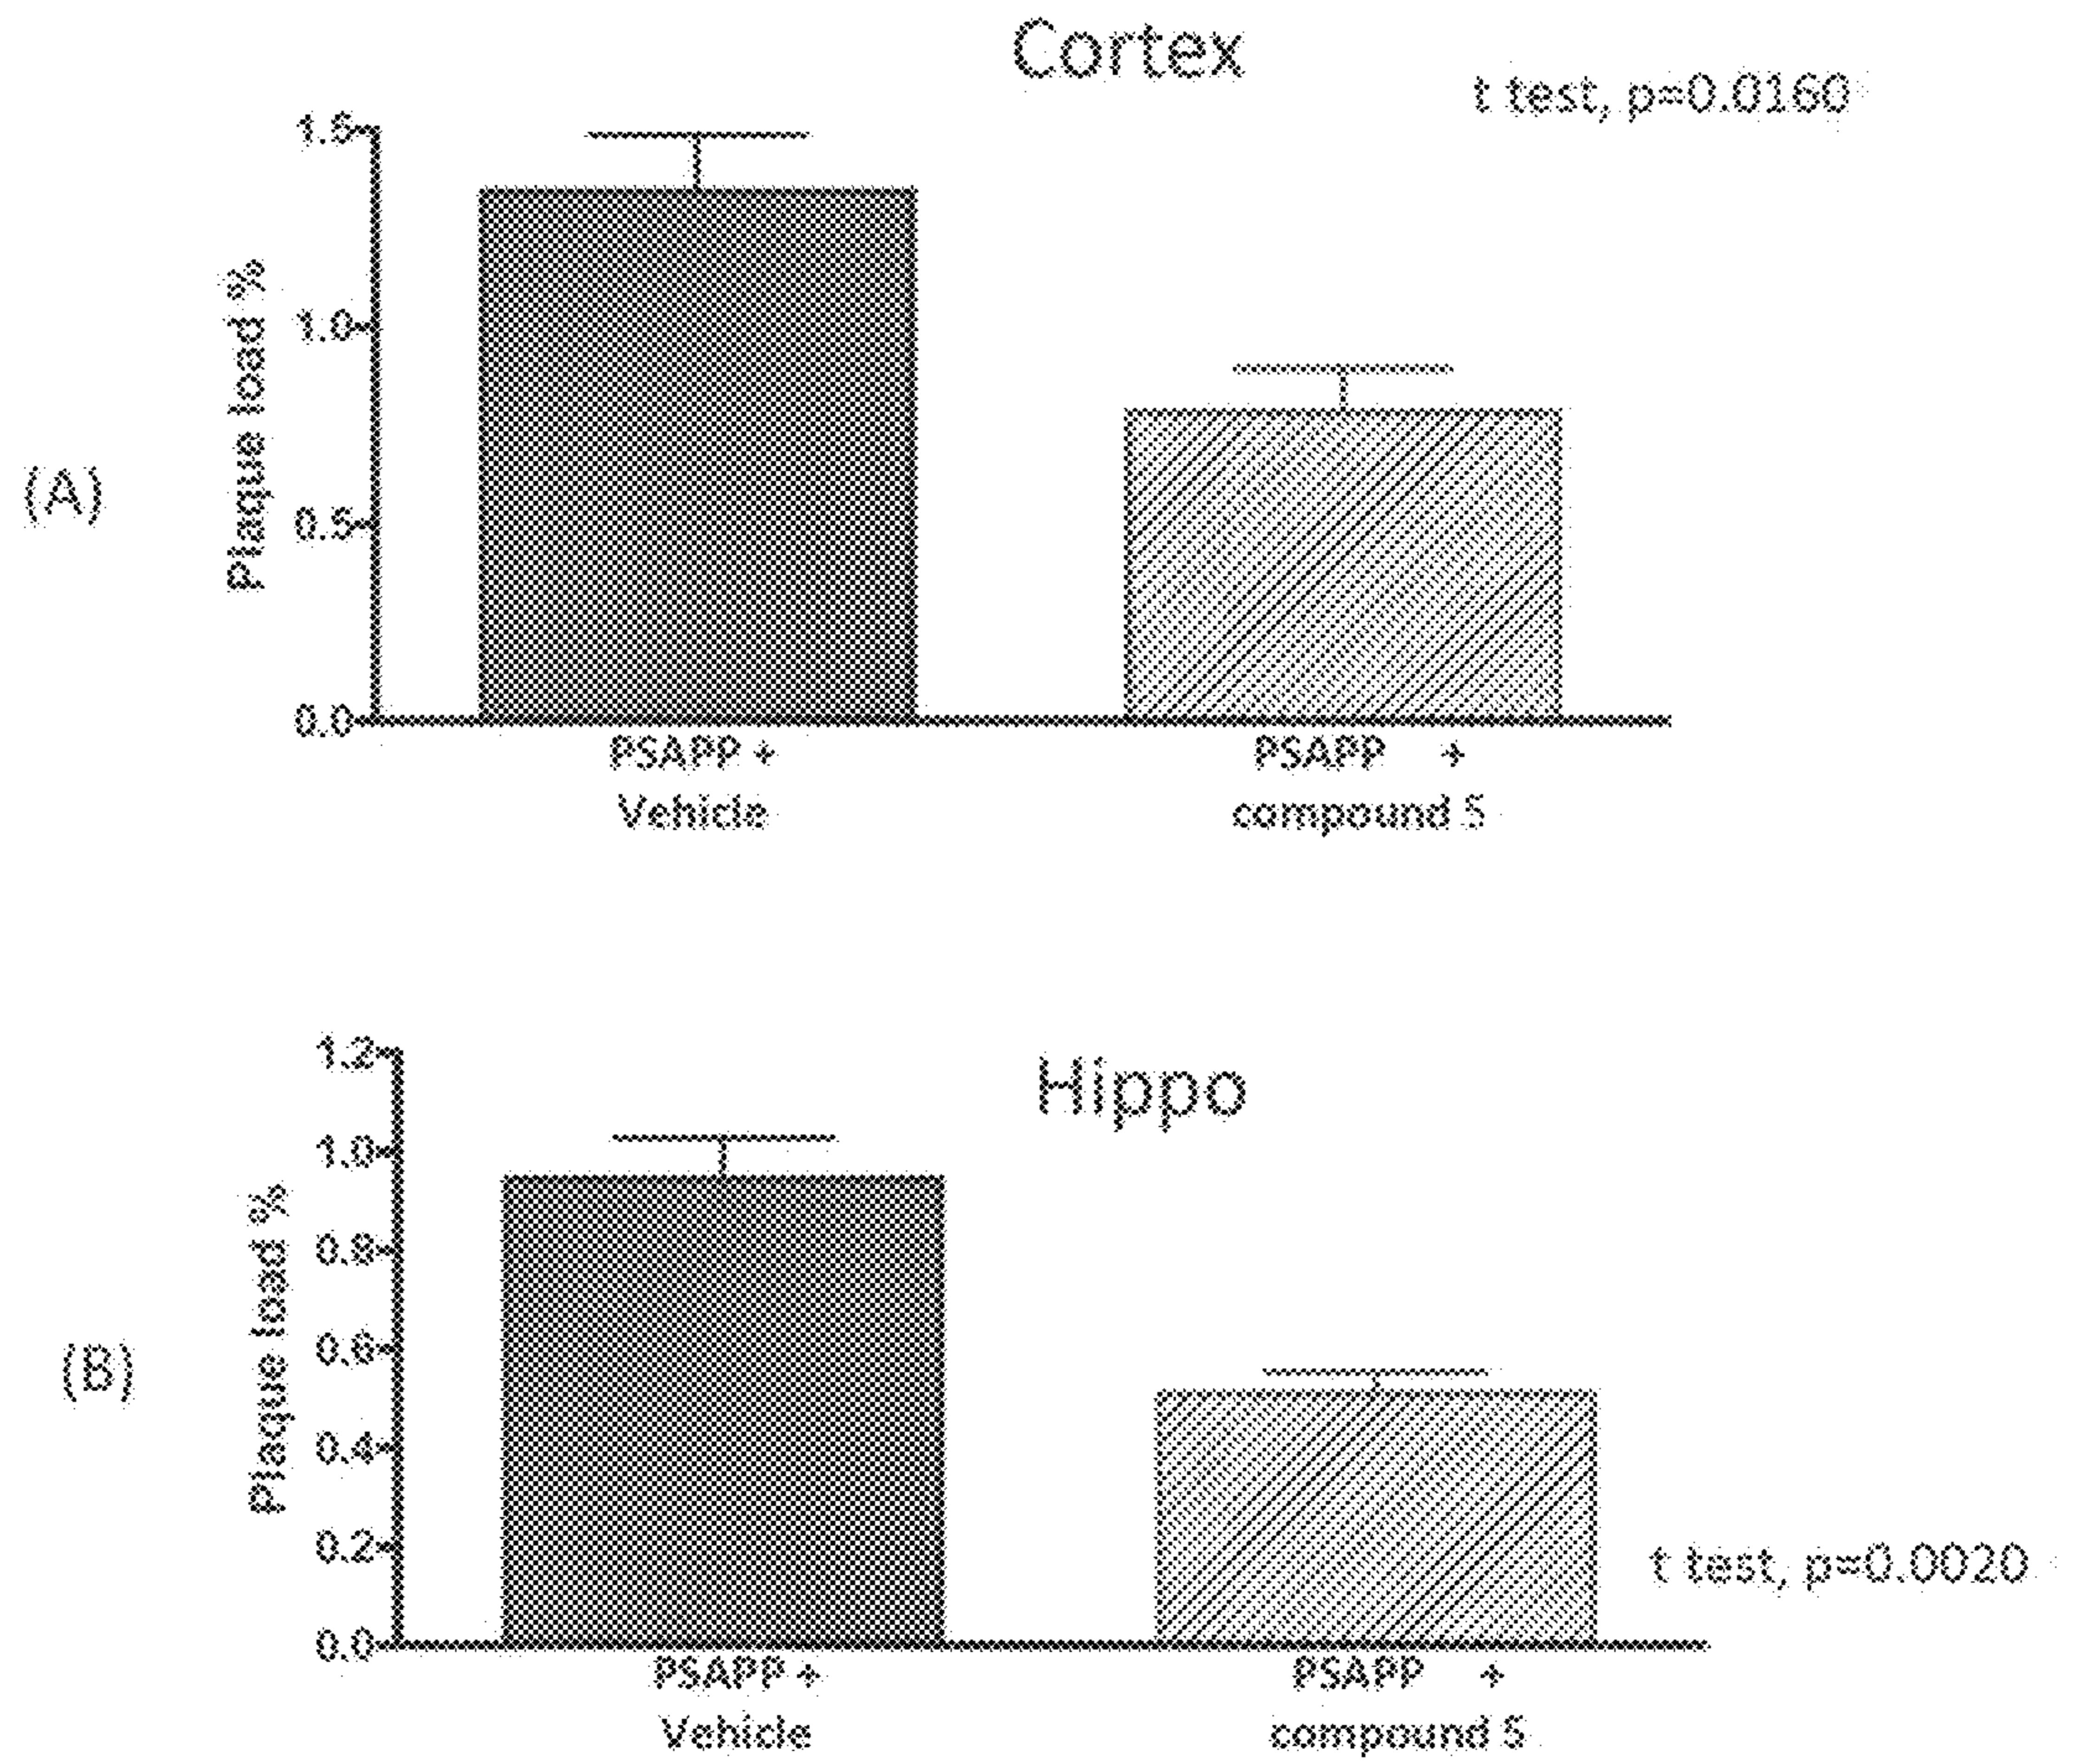 Cortex
t test, p=0.0160
1.5
1.0
0.5
0.0
Plaque load %
(A)
PSAPP +
Vehicle
PSAPP +
compound 5
Hippo
1.2
1.0
0.8
0.6
0.4
0.2
0.0
Plaque load %
(B)
t test, p=0.0020
PSAPP +
Vehicle
PSAPP +
compound 5